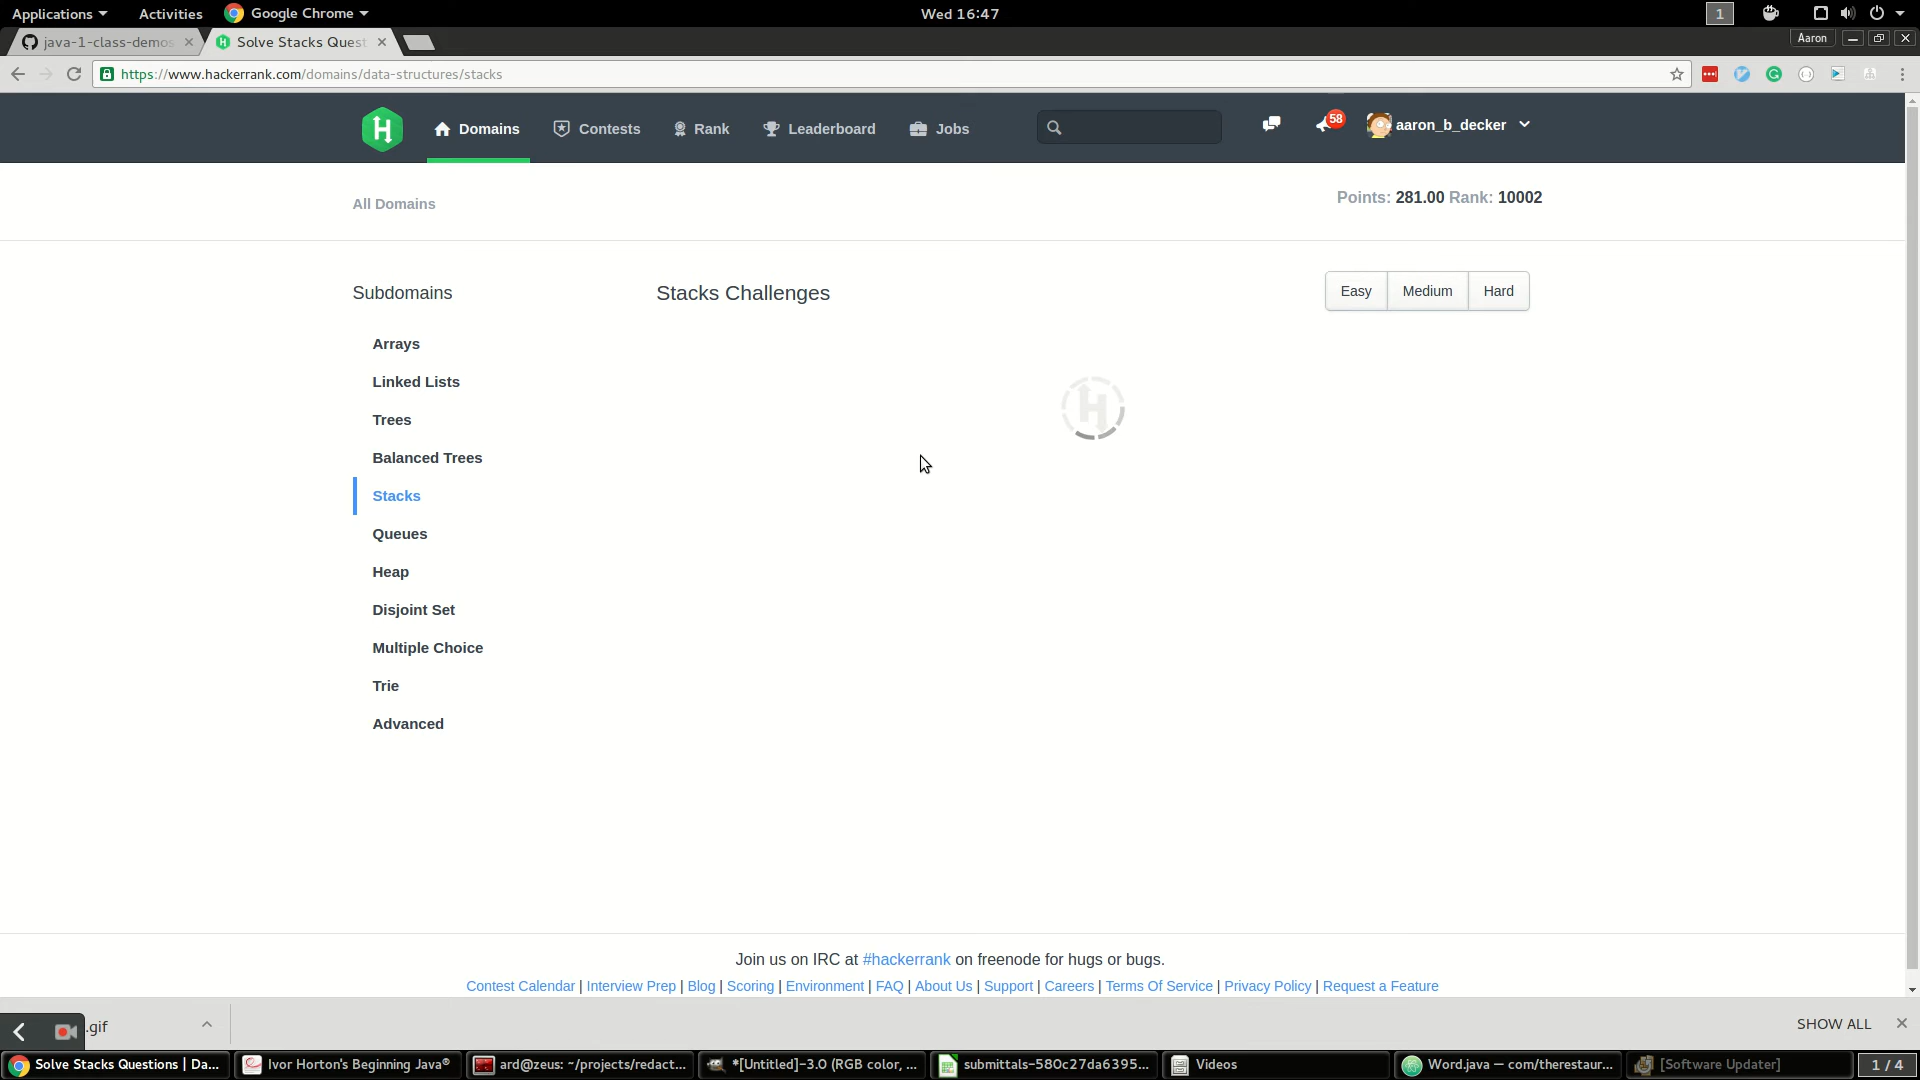 Applications Activities Google Chrome Wed 16:47 1
java-1-class-demos Solve Stacks Quest Aaron
https://www.hackerrank.com/domains/data-structures/stacks
H Domains Contests Rank Leaderboard Jobs 58 aaron_b_decker
All Domains Points: 281.00 Rank: 10002
Subdomains Stacks Challenges Easy Medium Hard
Arrays
Linked Lists
H
Trees
Balanced Trees
Stacks
Queues
Heap
Disjoint Set
Multiple Choice
Trie
Advanced
Join us on IRC at #hackerrank on freenode for hugs or bugs.
Contest Calendar | Interview Prep | Blog | Scoring | Environment | FAQ | About Us | Support | Careers | Terms Of Service | Privacy Policy | Request a Feature
.gif SHOW ALL
Solve Stacks Questions | Da... Ivor Horton's Beginning Java® ard@zeus: ~/projects/redact... *[Untitled]-3.0 (RGB color, ... submittals-580c27da6395... Videos Word.java — com/therestaur... [Software Updater] 1 / 4